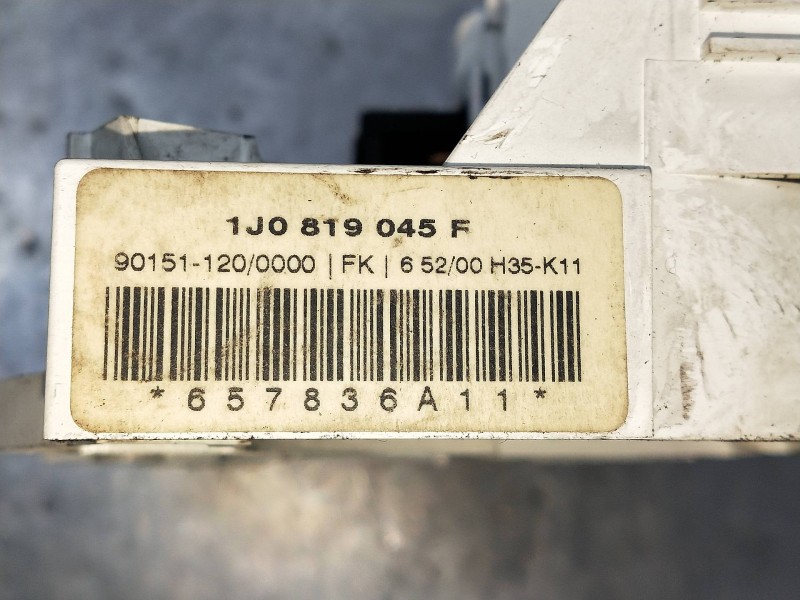 1J0 819 045 F
90151-120/0000 | FK | 6 52/00 H35-K11
*657836A11*